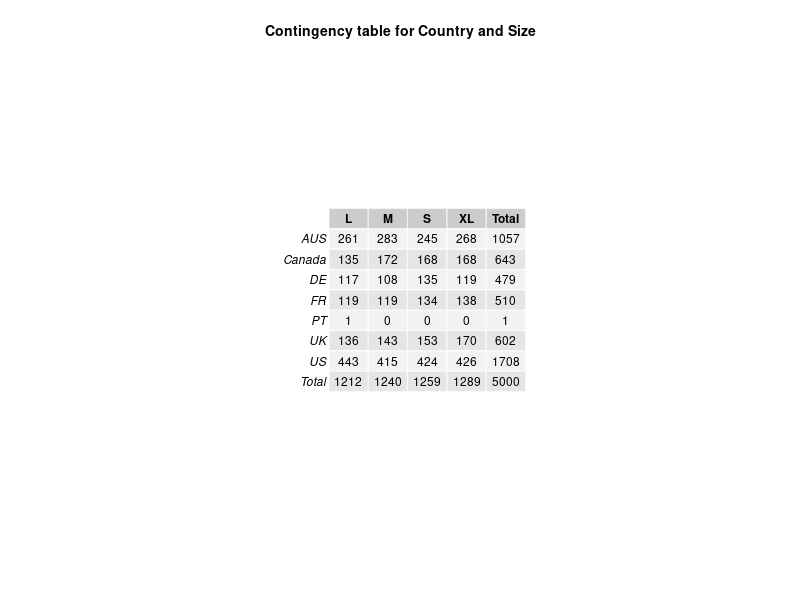 Contingency table for Country and Size
L M S XL Total
AUS 261 283 245 268 1057
Canada 135 172 168 168 643
DE 117 108 135 119 479
FR 119 119 134 138 510
PT 1 0 0 0 1
UK 136 143 153 170 602
US 443 415 424 426 1708
Total 1212 1240 1259 1289 5000